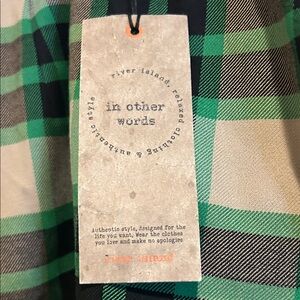 river island, relaxed clothing & authentic style
in other
words
Authentic style, designed for the
life you want. Wear the clothes
you live and make no apologies
river island